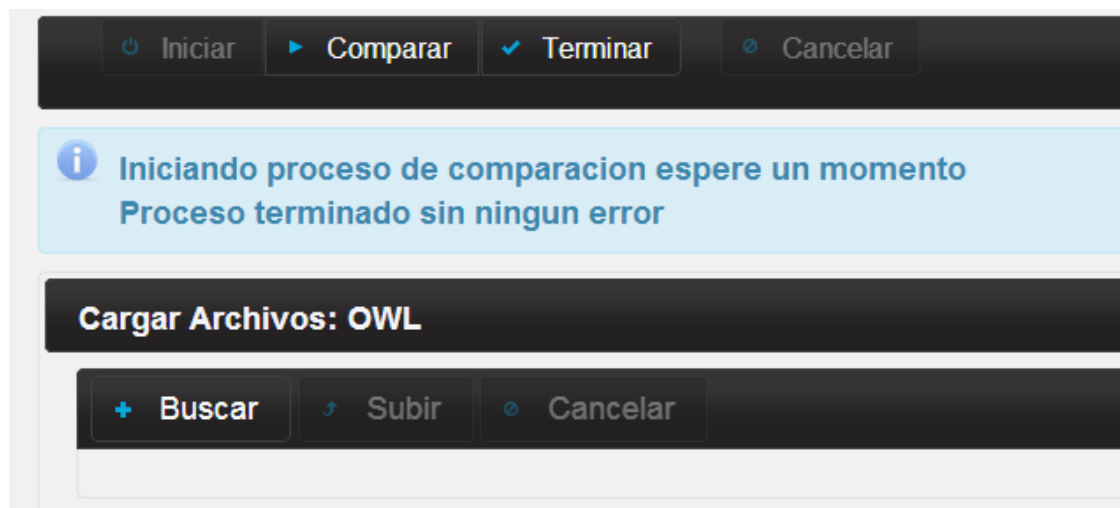 Iniciar Comparar Terminar Cancelar
Iniciando proceso de comparacion espere un momento
Proceso terminado sin ningun error
Cargar Archivos: OWL
Buscar Subir Cancelar